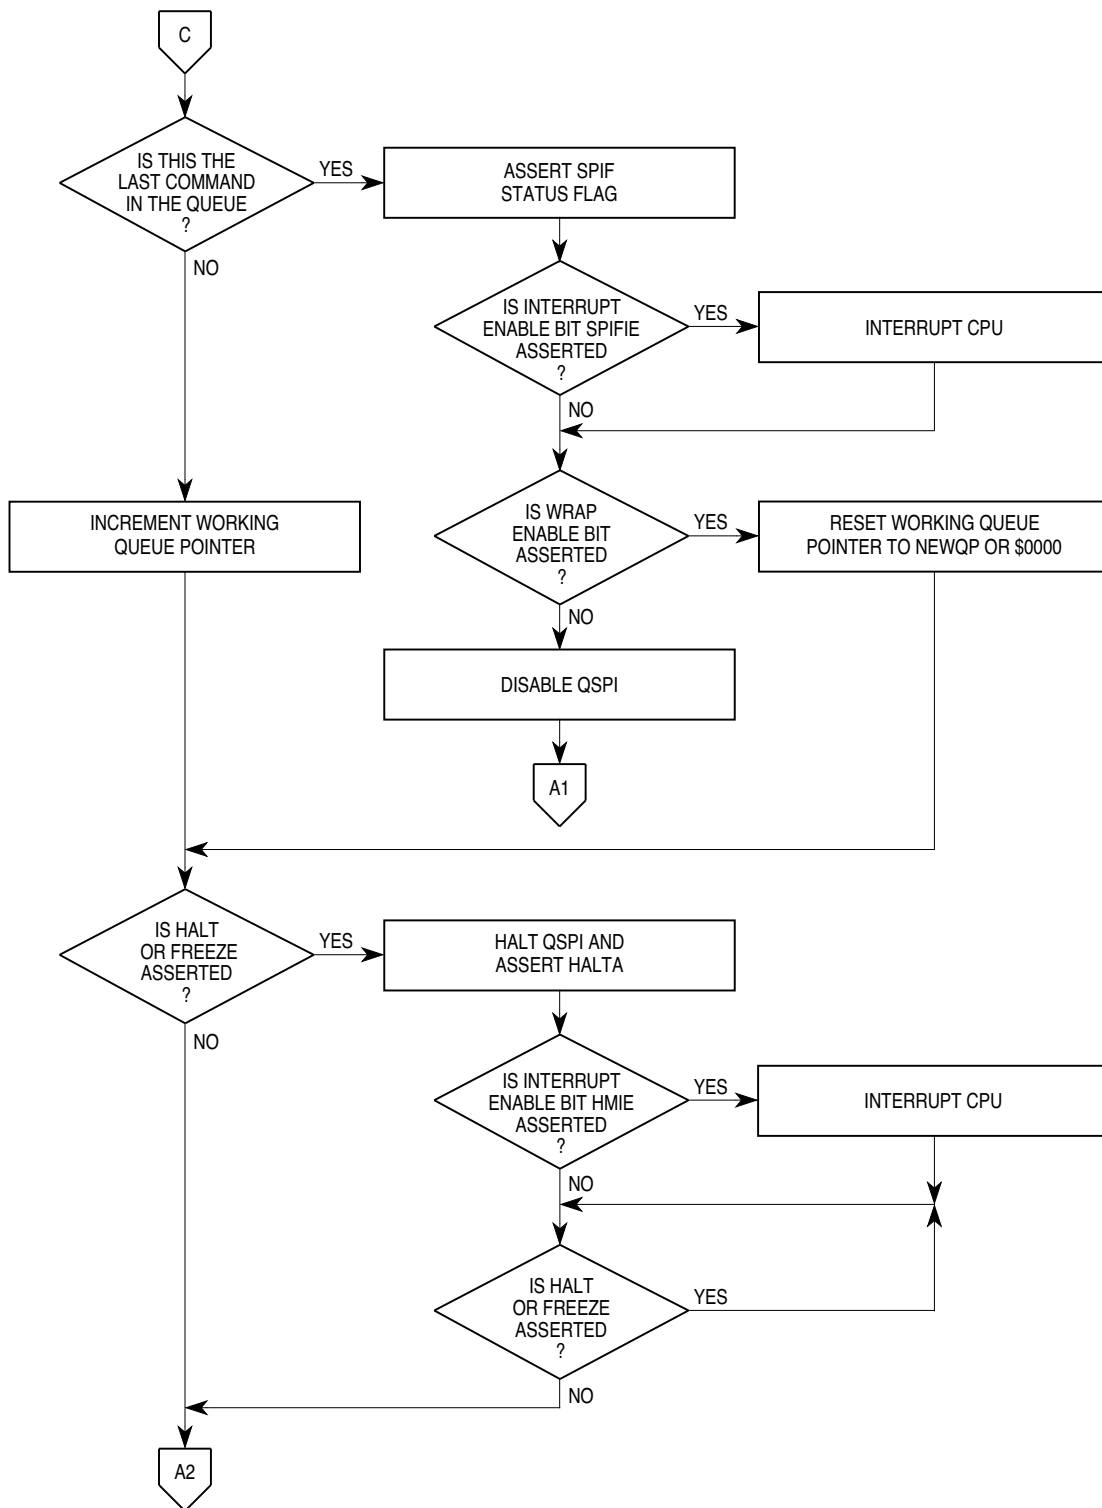 C
IS THIS THE
LAST COMMAND
IN THE QUEUE
?
YES
ASSERT SPIF
STATUS FLAG
NO
IS INTERRUPT
ENABLE BIT SPIFIE
ASSERTED
?
YES
INTERRUPT CPU
NO
INCREMENT WORKING
QUEUE POINTER
IS WRAP
ENABLE BIT
ASSERTED
?
YES
RESET WORKING QUEUE
POINTER TO NEWQP OR $0000
NO
DISABLE QSPI
A1
IS HALT
OR FREEZE
ASSERTED
?
YES
HALT QSPI AND
ASSERT HALTA
NO
IS INTERRUPT
ENABLE BIT HMIE
ASSERTED
?
YES
INTERRUPT CPU
NO
IS HALT
OR FREEZE
ASSERTED
?
YES
NO
A2